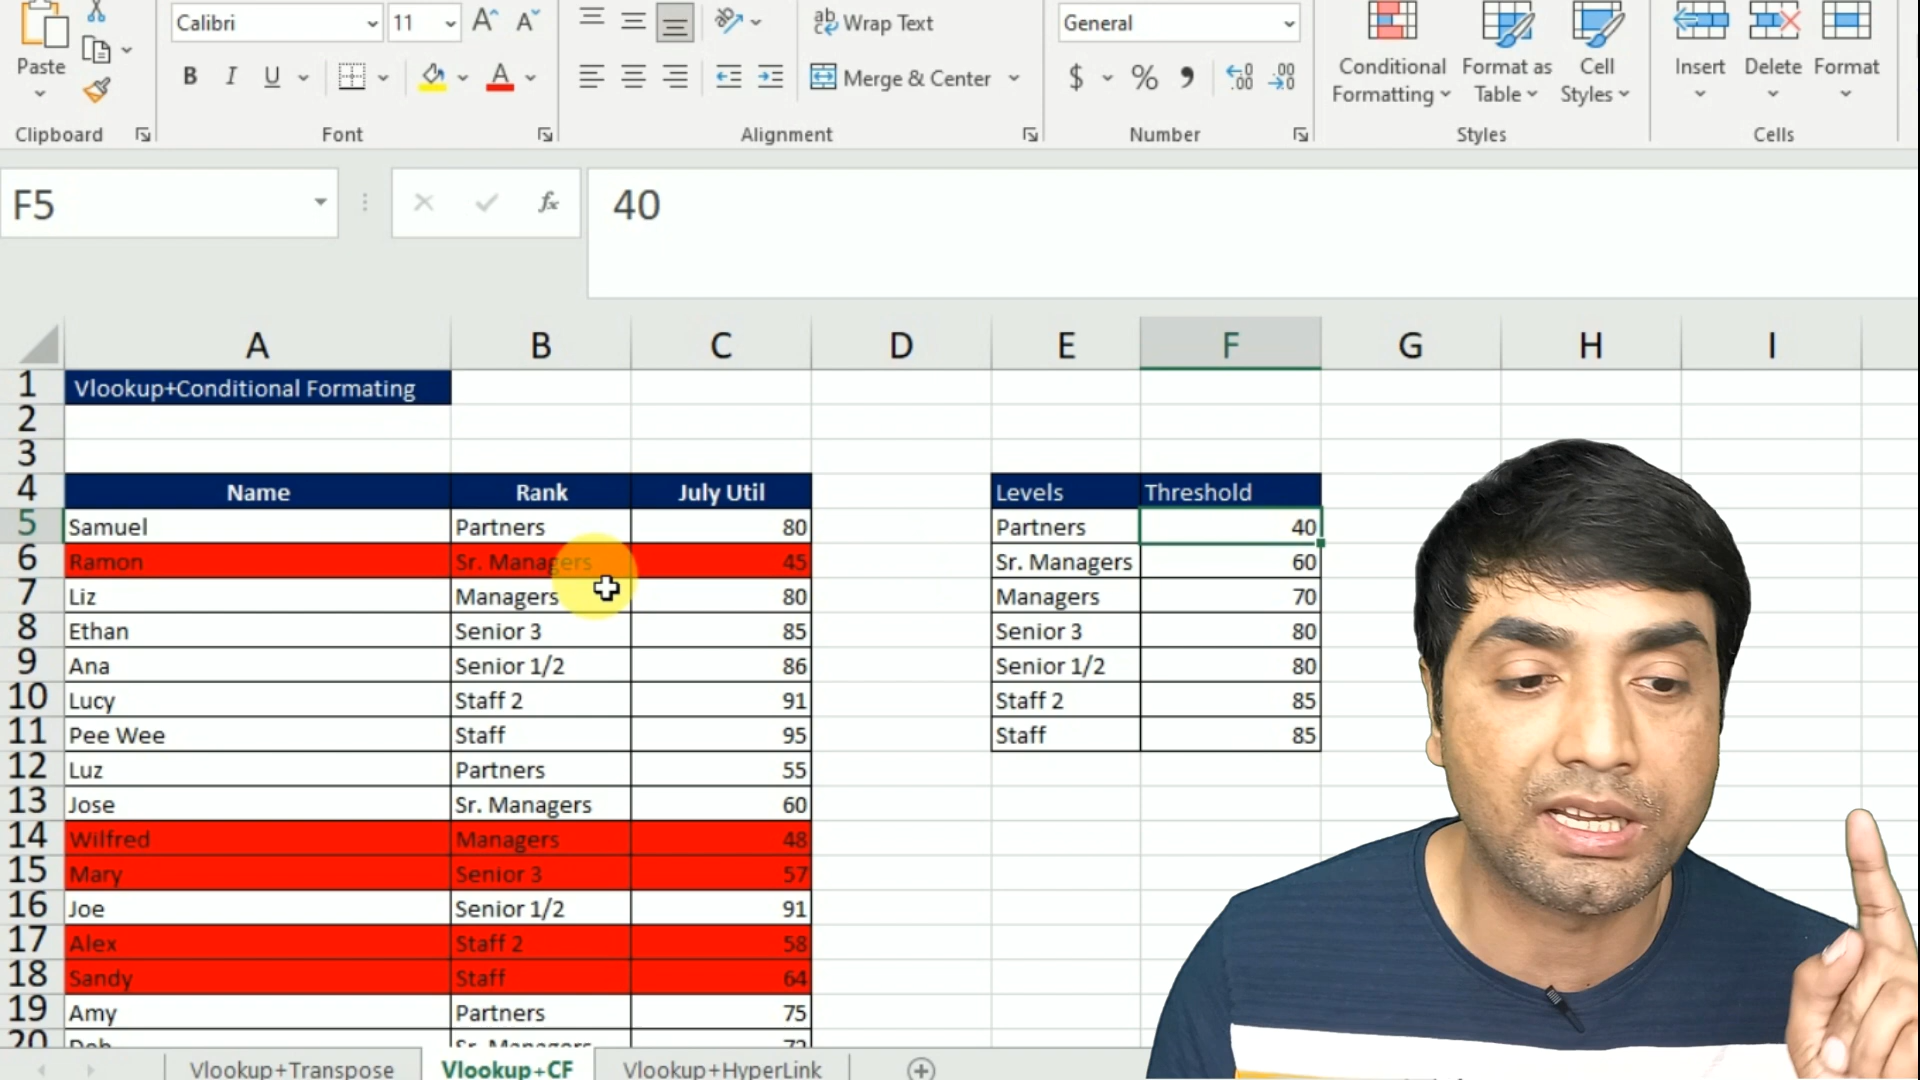 Calibri 11 Wrap Text General
Paste B I U Merge & Center $ % Conditional Formatting Format as Table Cell Styles Insert Delete Format
Clipboard Font Alignment Number Styles Cells
F5 fx 40
A B C D E F G H I
1 Vlookup+Conditional Formating
2
3
4 Name Rank July Util Levels Threshold
5 Samuel Partners 80 Partners 40
6 Ramon Sr. Managers 45 Sr. Managers 60
7 Liz Managers 80 Managers 70
8 Ethan Senior 3 85 Senior 3 80
9 Ana Senior 1/2 86 Senior 1/2 80
10 Lucy Staff 2 91 Staff 2 85
11 Pee Wee Staff 95 Staff 85
12 Luz Partners 55
13 Jose Sr. Managers 60
14 Wilfred Managers 48
15 Mary Senior 3 57
16 Joe Senior 1/2 91
17 Alex Staff 2 58
18 Sandy Staff 64
19 Amy Partners 75
20 Sr. Managers
Vlookup+Transpose Vlookup+CF Vlookup+HyperLink